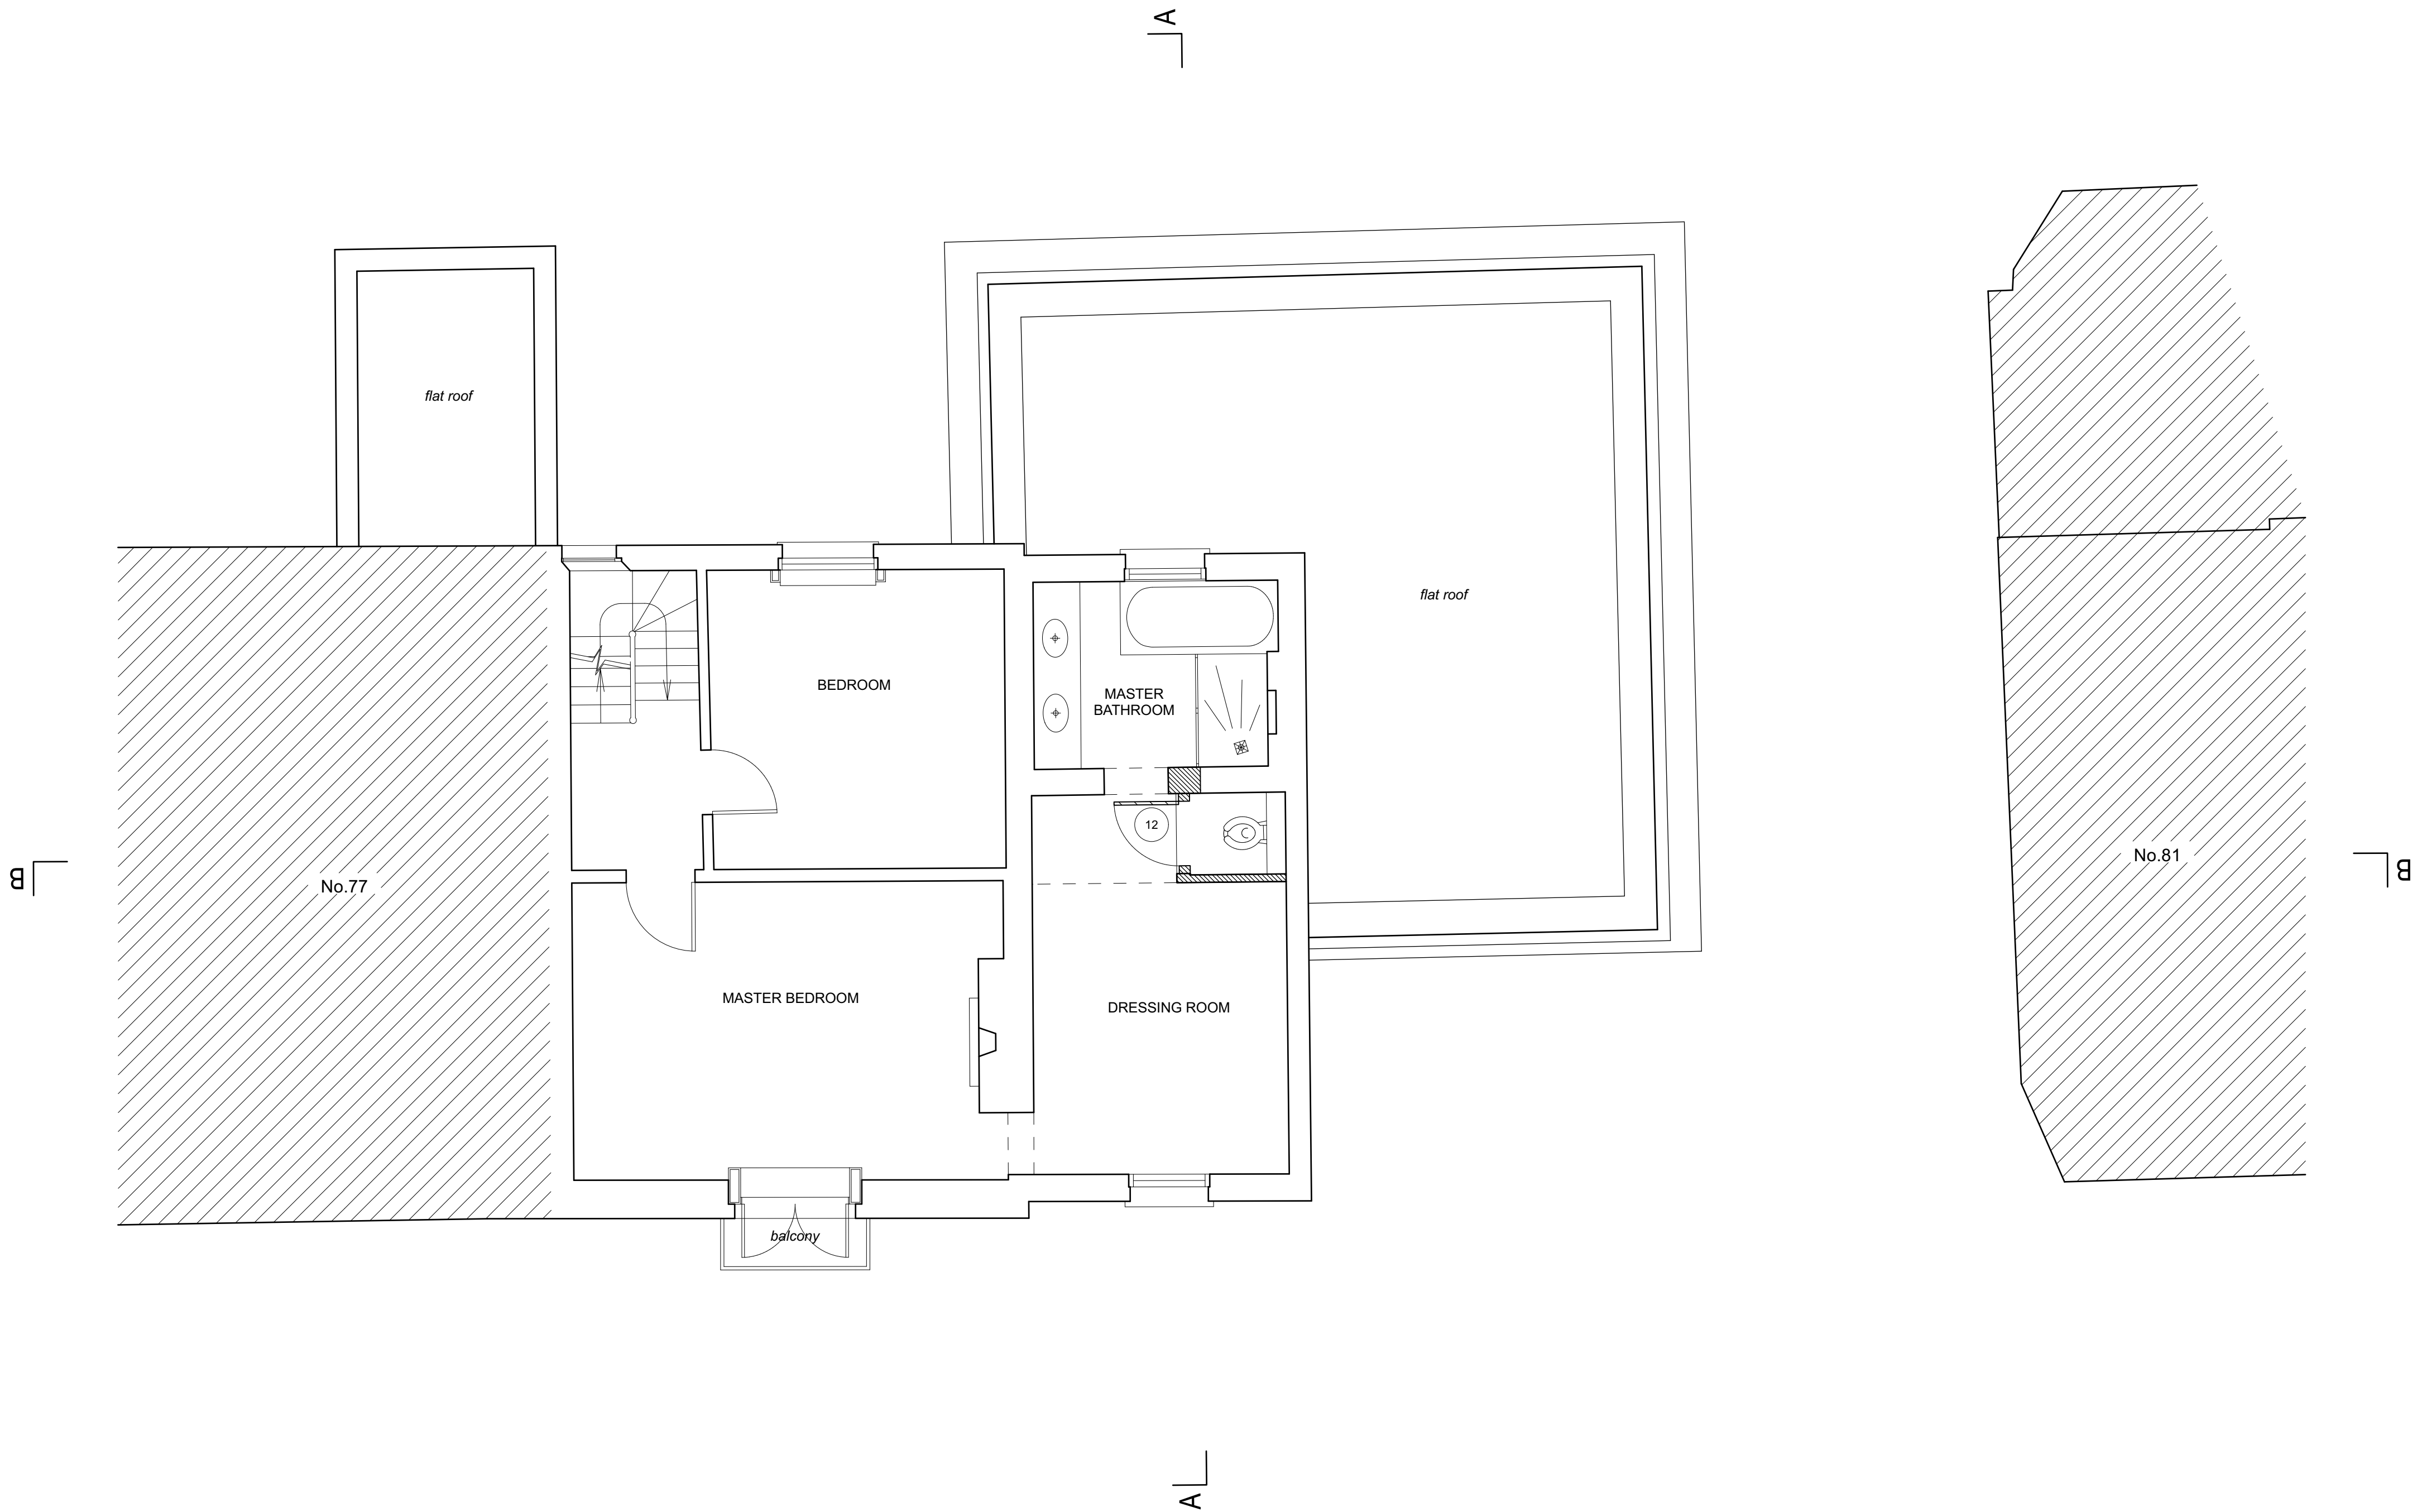 A
flat roof
flat roof
BEDROOM
MASTER
BATHROOM
12
B
No.77
No.81
B
MASTER BEDROOM
DRESSING ROOM
balcony
A